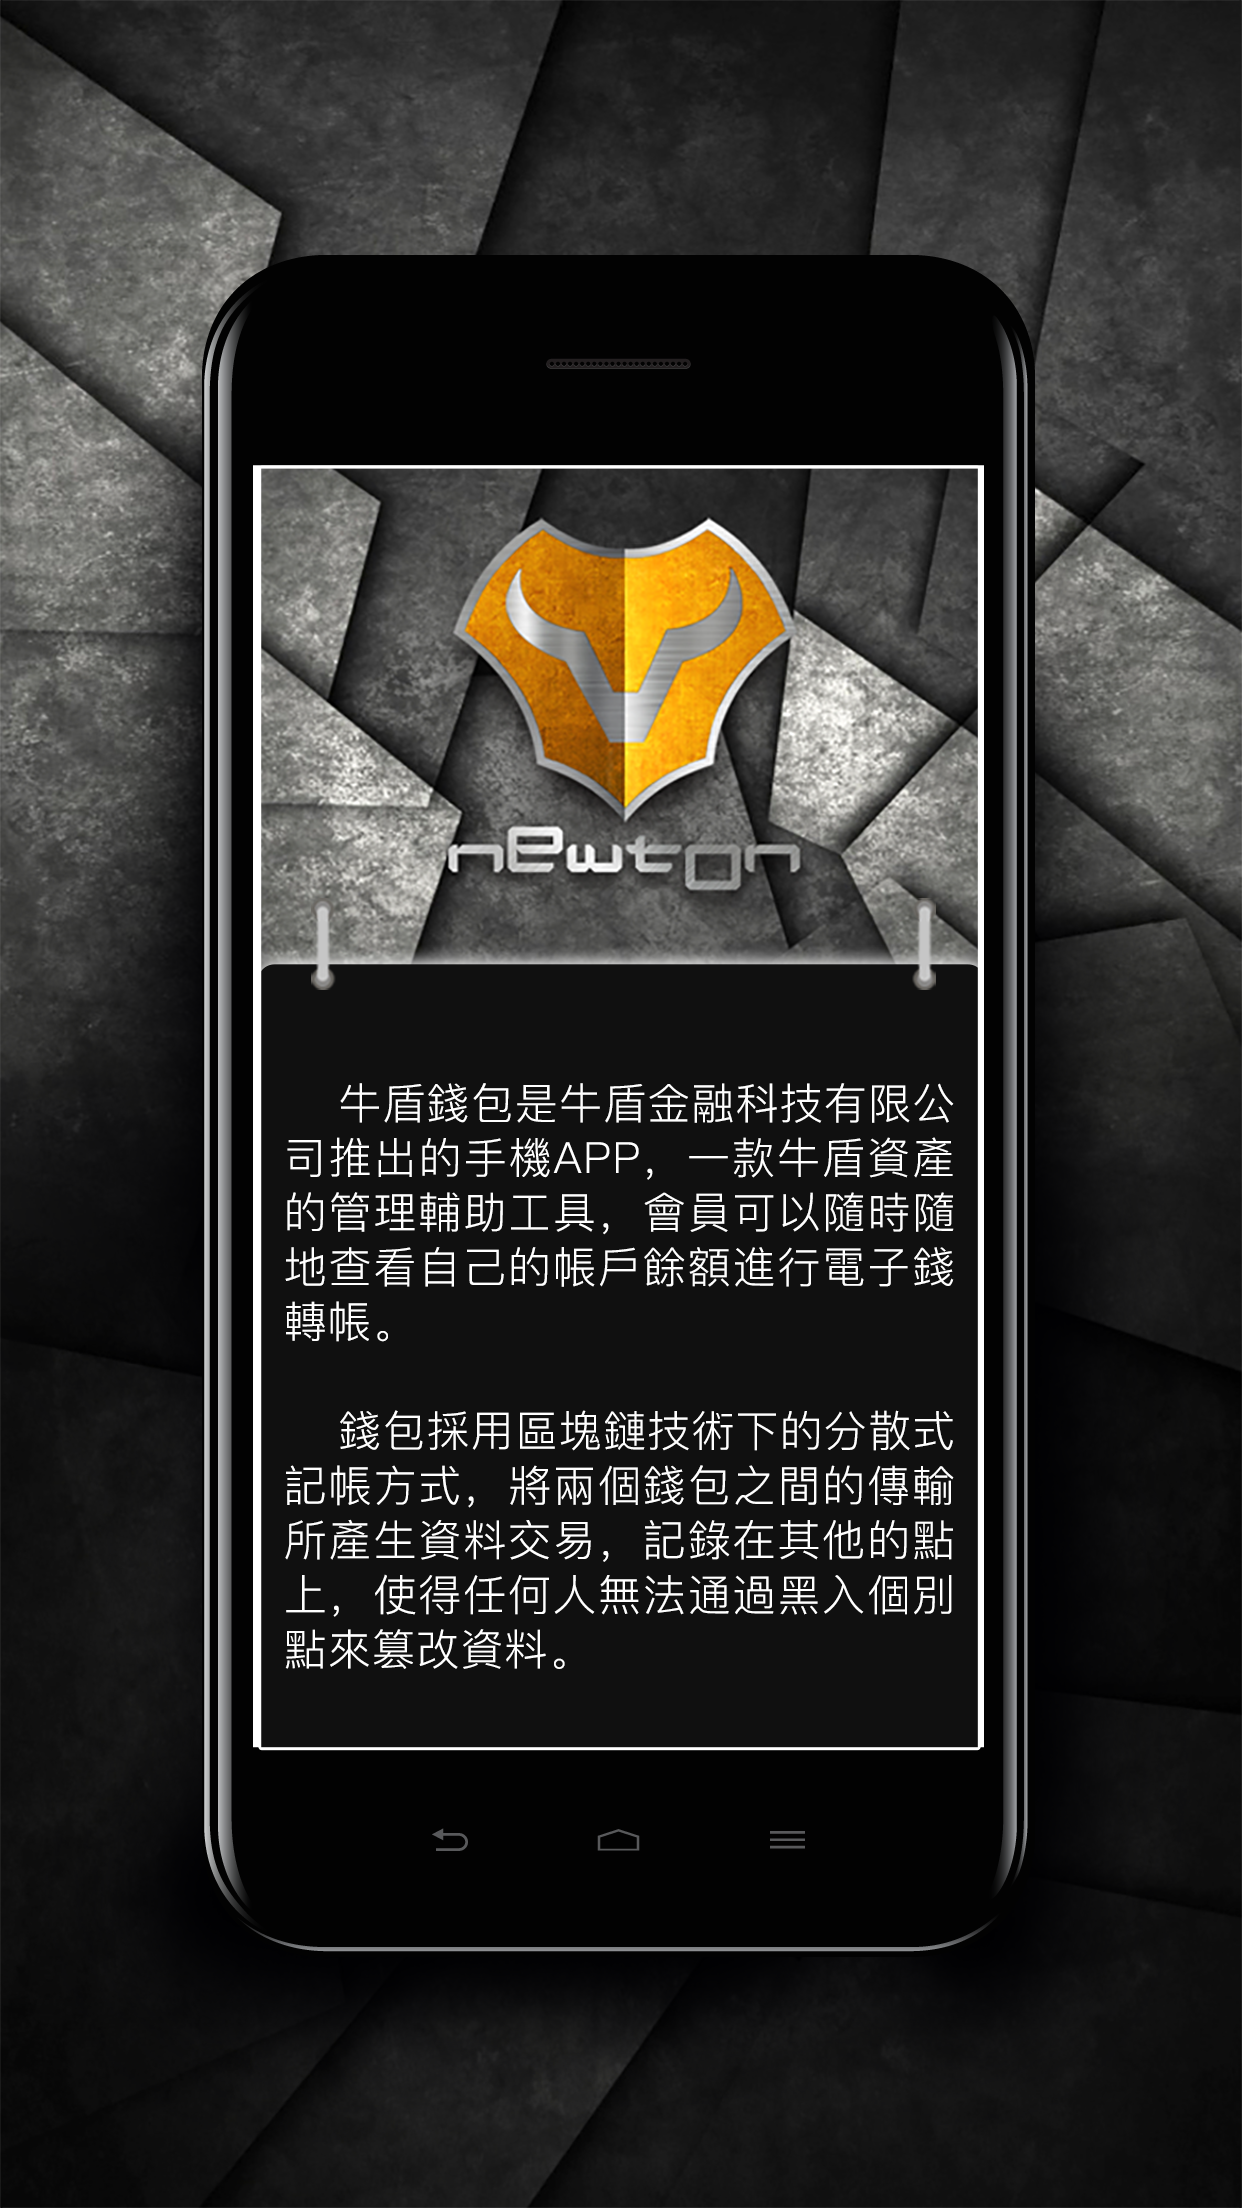 newton
牛盾錢包是牛盾金融科技有限公
司推出的手機APP，一款牛盾資產
的管理輔助工具，會員可以隨時隨
地查看自己的帳戶餘額進行電子錢
轉帳。
錢包採用區塊鏈技術下的分散式
記帳方式，將兩個錢包之間的傳輸
所產生資料交易，記錄在其他的點
上，使得任何人無法通過黑入個別
點來篡改資料。